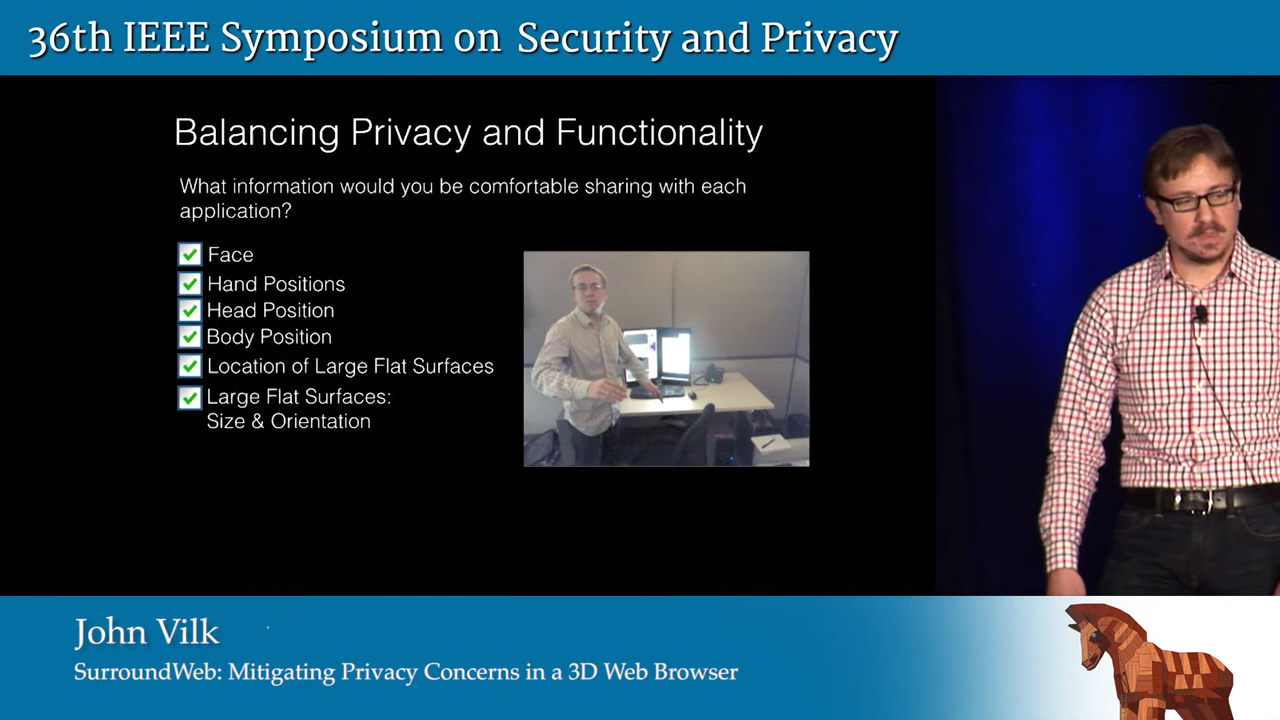 36th IEEE Symposium on Security and Privacy
Balancing Privacy and Functionality
What information would you be comfortable sharing with each
application?
Face
Hand Positions
Head Position
Body Position
Location of Large Flat Surfaces
Large Flat Surfaces:
Size & Orientation
John Vilk
SurroundWeb: Mitigating Privacy Concerns in a 3D Web Browser